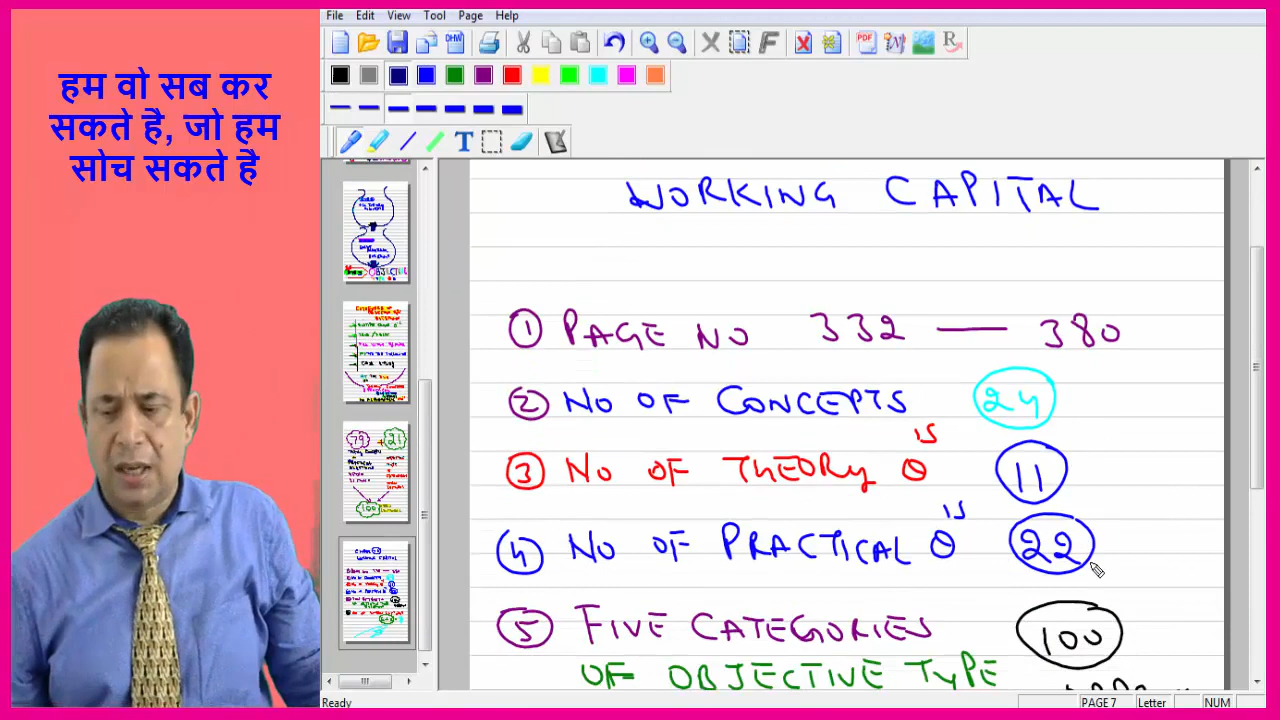 हम वो सब कर
सकते है, जो हम
सोच सकते है
File Edit View Tool Page Help
WORKING CAPITAL
① PAGE NO 332 — 380
② NO OF CONCEPTS 24
③ NO OF THEORY Q IS 11
④ NO OF PRACTICAL Q IS 22
⑤ FIVE CATEGORIES 100
OF OBJECTIVE TYPE
Ready PAGE 7 Letter NUM